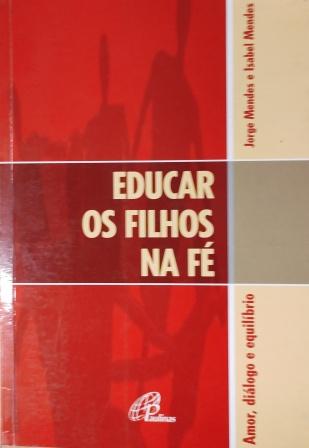 Jorge Mendes e Isabel Mendes
EDUCAR
OS FILHOS
NA FÉ
Amor, diálogo e equilíbrio
Paulinas